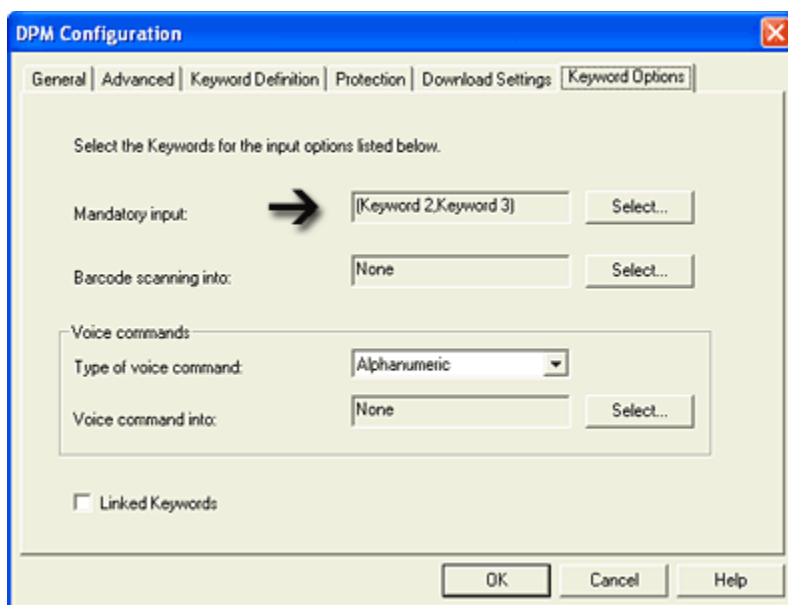 DPM Configuration
General Advanced Keyword Definition Protection Download Settings Keyword Options
Select the Keywords for the input options listed below.
Mandatory input: (Keyword 2,Keyword 3) Select...
Barcode scanning into: None Select...
Voice commands
Type of voice command: Alphanumeric
Voice command into: None Select...
Linked Keywords
OK Cancel Help